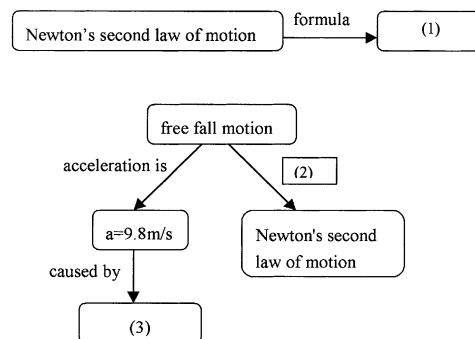 formula
Newton's second law of motion
(1)
free fall motion
acceleration is
(2)
a=9.8m/s
Newton's second
law of motion
caused by
(3)